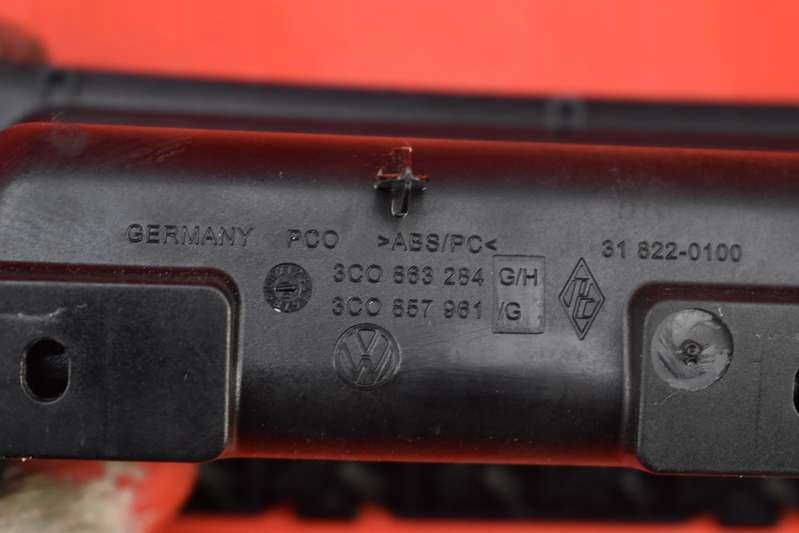 GERMANY PCO >ABS/PC< 31 822-0100
3C0 863 284 G/H
3C0 857 961 /G